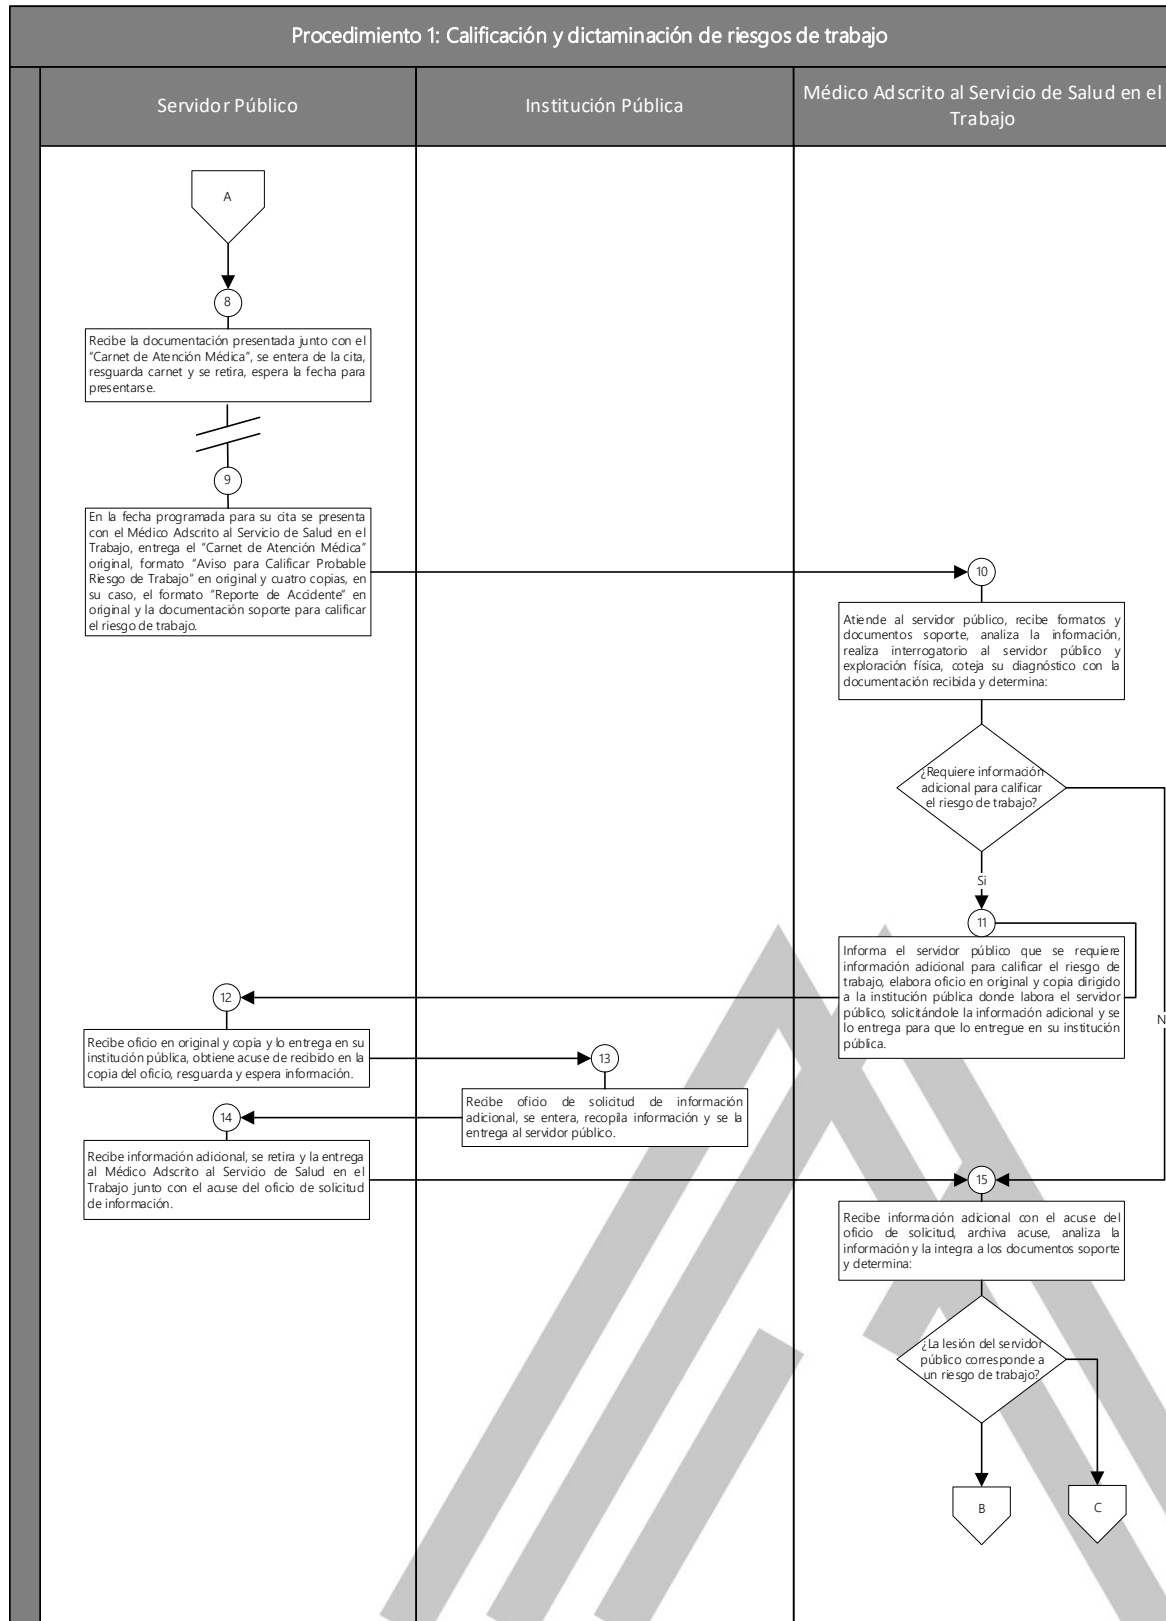 Procedimiento 1: Calificación y dictaminación de riesgos de trabajo
Servidor Público
Institución Pública
Médico Adscrito al Servicio de Salud en el
Trabajo
A
8
Recibe la documentación presentada junto con el
"Carnet de Atención Médica", se entera de la cita,
resguarda carnet y se retira, espera la fecha para
presentarse.
9
En la fecha programada para su cita se presenta
con el Médico Adscrito al Servicio de Salud en el
Trabajo, entrega el "Carnet de Atención Médica"
original, formato "Aviso para Calificar Probable
Riesgo de Trabajo" en original y cuatro copias, en
su caso, el formato "Reporte de Accidente" en
original y la documentación soporte para calificar
el riesgo de trabajo.
10
Atiende al servidor público, recibe formatos y
documentos soporte, analiza la información,
realiza interrogatorio al servidor público y
exploración física, coteja su diagnóstico con la
documentación recibida y determina:
¿Requiere información
adicional para calificar
el riesgo de trabajo?
Si
11
Informa el servidor público que se requiere
información adicional para calificar el riesgo de
trabajo, elabora oficio en original y copia dirigido
a la institución pública donde labora el servidor
público, solicitándole la información adicional y se
lo entrega para que lo entregue en su institución
pública.
N
12
Recibe oficio en original y copia y lo entrega en su
institución pública, obtiene acuse de recibido en la
copia del oficio, resguarda y espera información.
13
Recibe oficio de solicitud de información
adicional, se entera, recopila información y se la
entrega al servidor público.
14
Recibe información adicional, se retira y la entrega
al Médico Adscrito al Servicio de Salud en el
Trabajo junto con el acuse del oficio de solicitud
de información.
15
Recibe información adicional con el acuse del
oficio de solicitud, archiva acuse, analiza la
información y la integra a los documentos soporte
y determina:
¿La lesión del servidor
público corresponde a
un riesgo de trabajo?
B
C